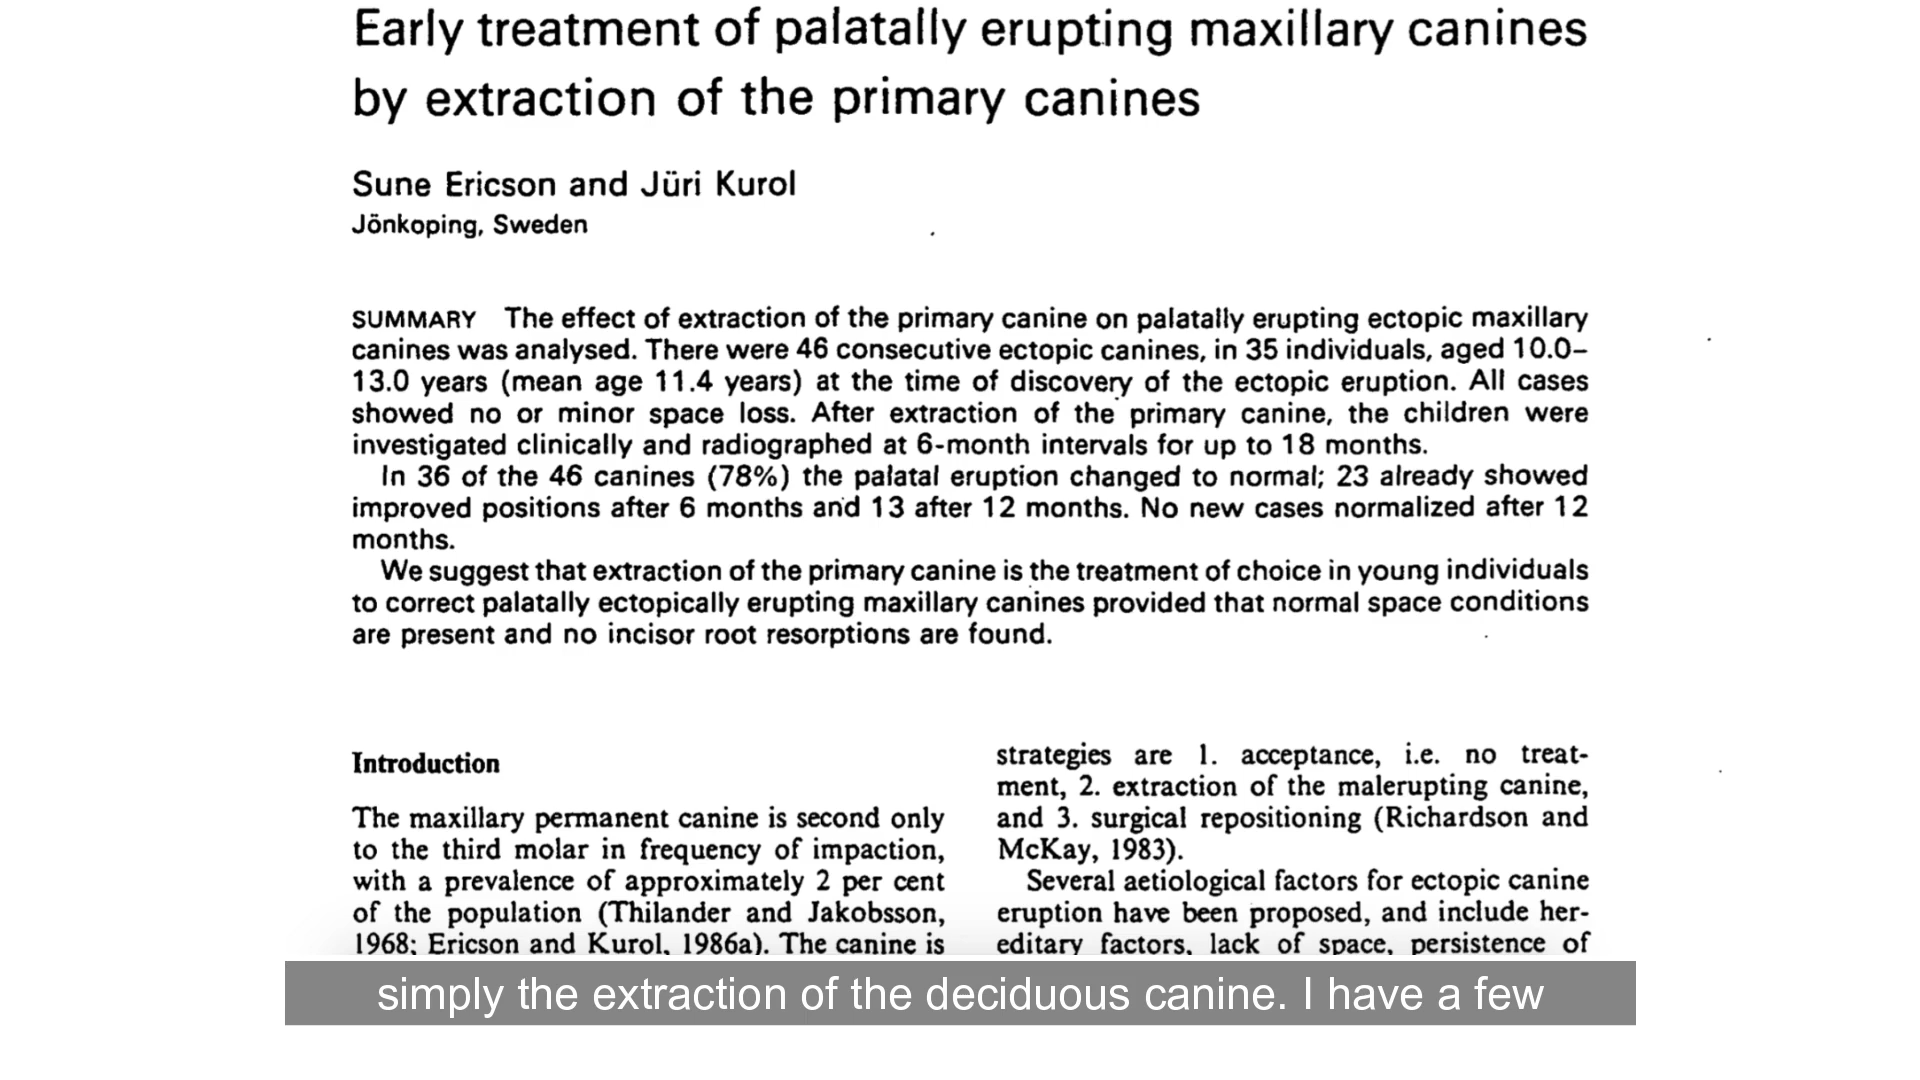 Early treatment of palatally erupting maxillary canines
by extraction of the primary canines
Sune Ericson and Jüri Kurol
Jönkoping, Sweden
SUMMARY The effect of extraction of the primary canine on palatally erupting ectopic maxillary
canines was analysed. There were 46 consecutive ectopic canines, in 35 individuals, aged 10.0–
13.0 years (mean age 11.4 years) at the time of discovery of the ectopic eruption. All cases
showed no or minor space loss. After extraction of the primary canine, the children were
investigated clinically and radiographed at 6-month intervals for up to 18 months.
In 36 of the 46 canines (78%) the palatal eruption changed to normal; 23 already showed
improved positions after 6 months and 13 after 12 months. No new cases normalized after 12
months.
We suggest that extraction of the primary canine is the treatment of choice in young individuals
to correct palatally ectopically erupting maxillary canines provided that normal space conditions
are present and no incisor root resorptions are found.
Introduction
The maxillary permanent canine is second only
to the third molar in frequency of impaction,
with a prevalence of approximately 2 per cent
of the population (Thilander and Jakobsson,
1968; Ericson and Kurol, 1986a). The canine is
strategies are 1. acceptance, i.e. no treat-
ment, 2. extraction of the malerupting canine,
and 3. surgical repositioning (Richardson and
McKay, 1983).
Several aetiological factors for ectopic canine
eruption have been proposed, and include her-
editary factors, lack of space, persistence of
simply the extraction of the deciduous canine. I have a few